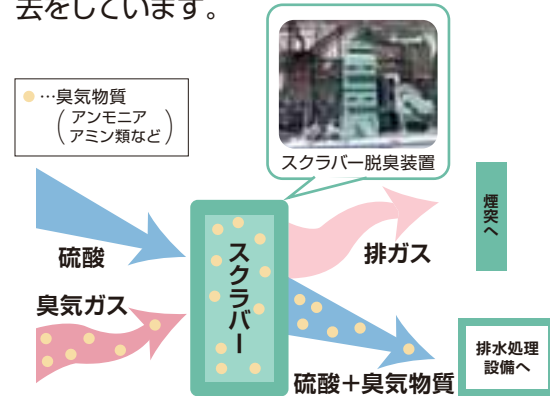 去をしています。
…臭気物質
(アンモニア
アミン類など)
スクラバー脱臭装置
煙突へ
硫酸
スクラバー
排ガス
臭気ガス
排水処理
設備へ
硫酸+臭気物質